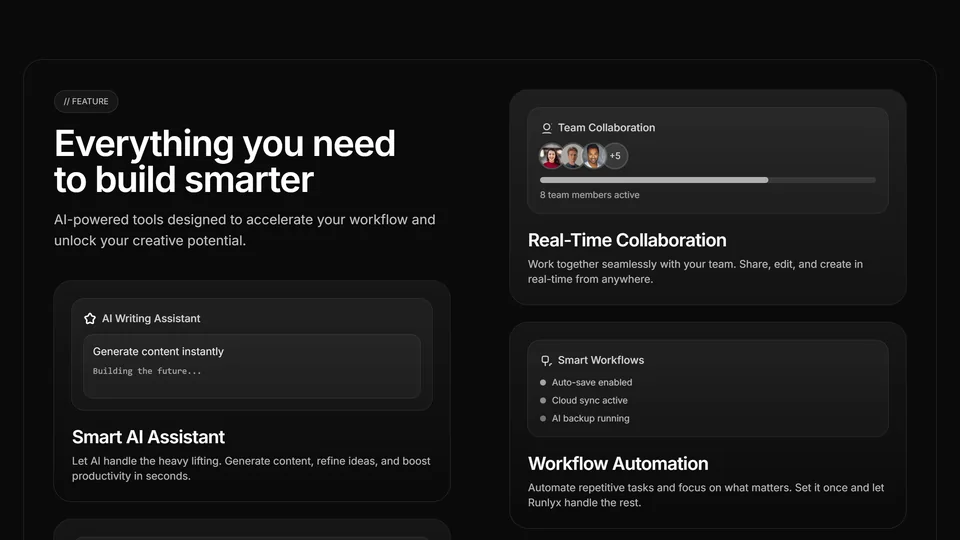 // FEATURE
Everything you need
to build smarter
AI-powered tools designed to accelerate your workflow and
unlock your creative potential.
AI Writing Assistant
Generate content instantly
Building the future...
Smart AI Assistant
Let AI handle the heavy lifting. Generate content, refine ideas, and boost
productivity in seconds.
Team Collaboration
+5
8 team members active
Real-Time Collaboration
Work together seamlessly with your team. Share, edit, and create in
real-time from anywhere.
Smart Workflows
Auto-save enabled
Cloud sync active
AI backup running
Workflow Automation
Automate repetitive tasks and focus on what matters. Set it once and let
Runlyx handle the rest.